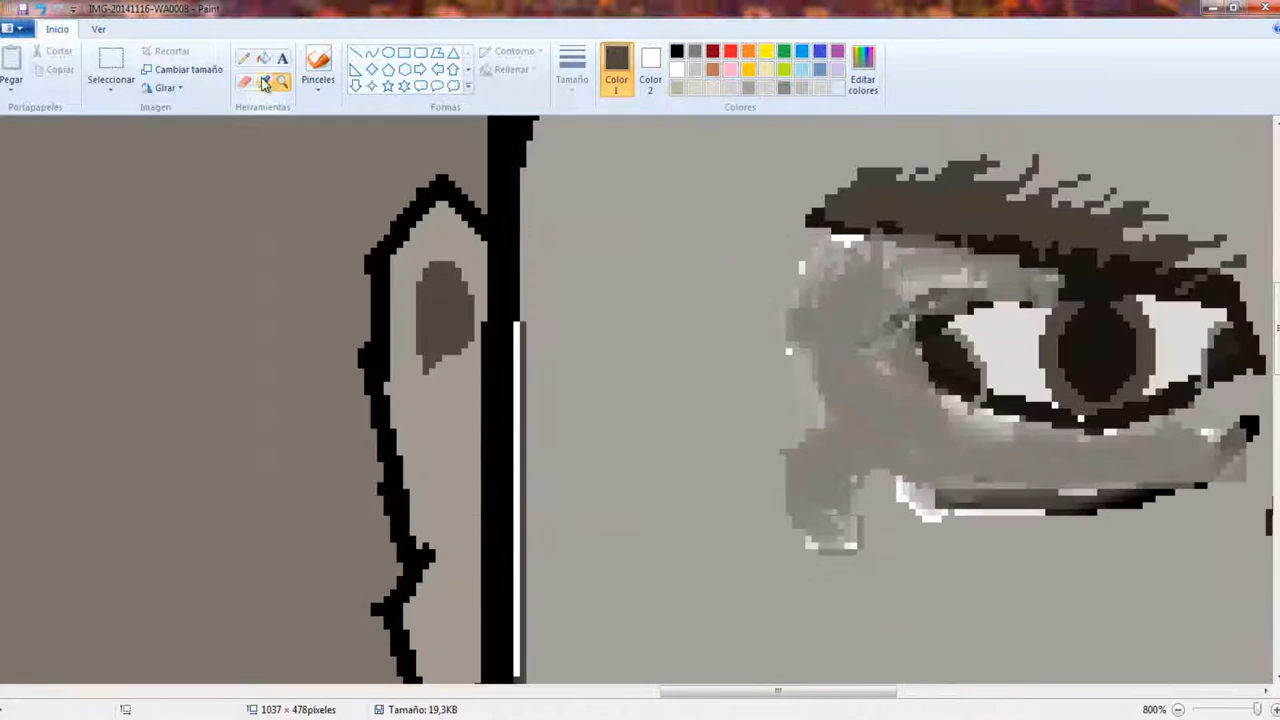 IMG-20141116-WA0008 - Paint
Inicio
Ver
Pegar
Cortar
Copiar
Portapapeles
Seleccionar
Recortar
Cambiar tamaño
Girar
Imagen
A
Herramientas
Pinceles
Contorno
Rellenar
Formas
Tamaño
Color 1
Color 2
Editar colores
Colores
1037 × 478píxeles
Tamaño: 19,3KB
800%